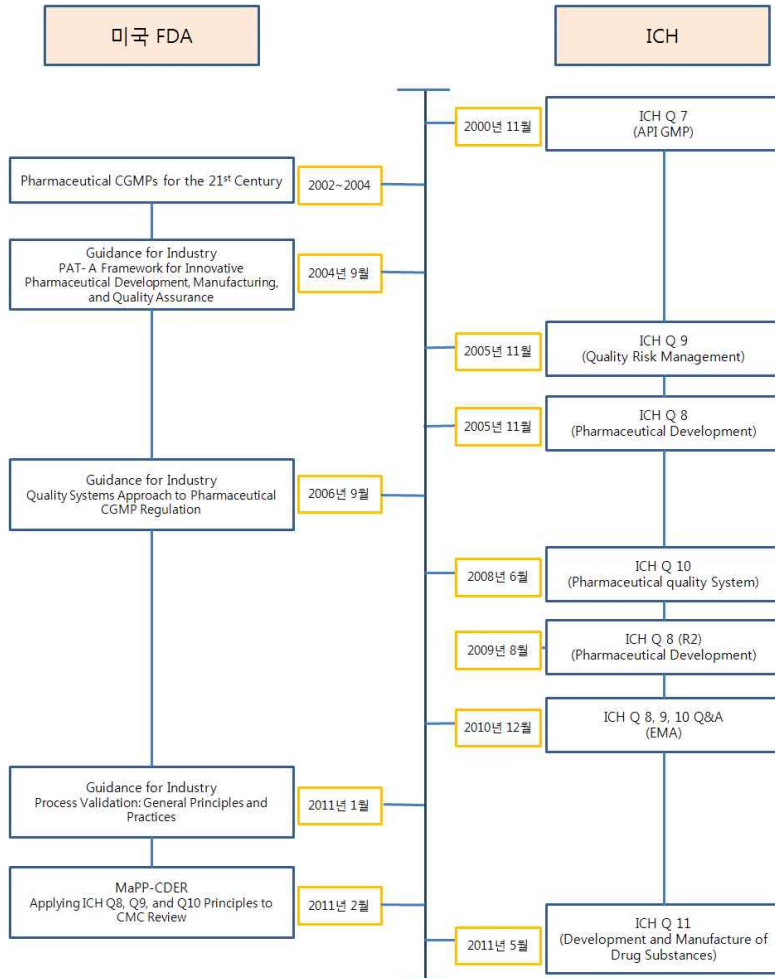 미국 FDA
ICH
2000년 11월
ICH Q 7
(API GMP)
Pharmaceutical CGMPs for the 21st Century
2002~2004
Guidance for Industry
PAT- A Framework for Innovative
Pharmaceutical Development, Manufacturing,
and Quality Assurance
2004년 9월
2005년 11월
ICH Q 9
(Quality Risk Management)
2005년 11월
ICH Q 8
(Pharmaceutical Development)
Guidance for Industry
Quality Systems Approach to Pharmaceutical
CGMP Regulation
2006년 9월
2008년 6월
ICH Q 10
(Pharmaceutical quality System)
2009년 8월
ICH Q 8 (R2)
(Pharmaceutical Development)
2010년 12월
ICH Q 8, 9, 10 Q&A
(EMA)
Guidance for Industry
Process Validation: General Principles and
Practices
2011년 1월
MaPP-CDER
Applying ICH Q8, Q9, and Q10 Principles to
CMC Review
2011년 2월
2011년 5월
ICH Q 11
(Development and Manufacture of
Drug Substances)